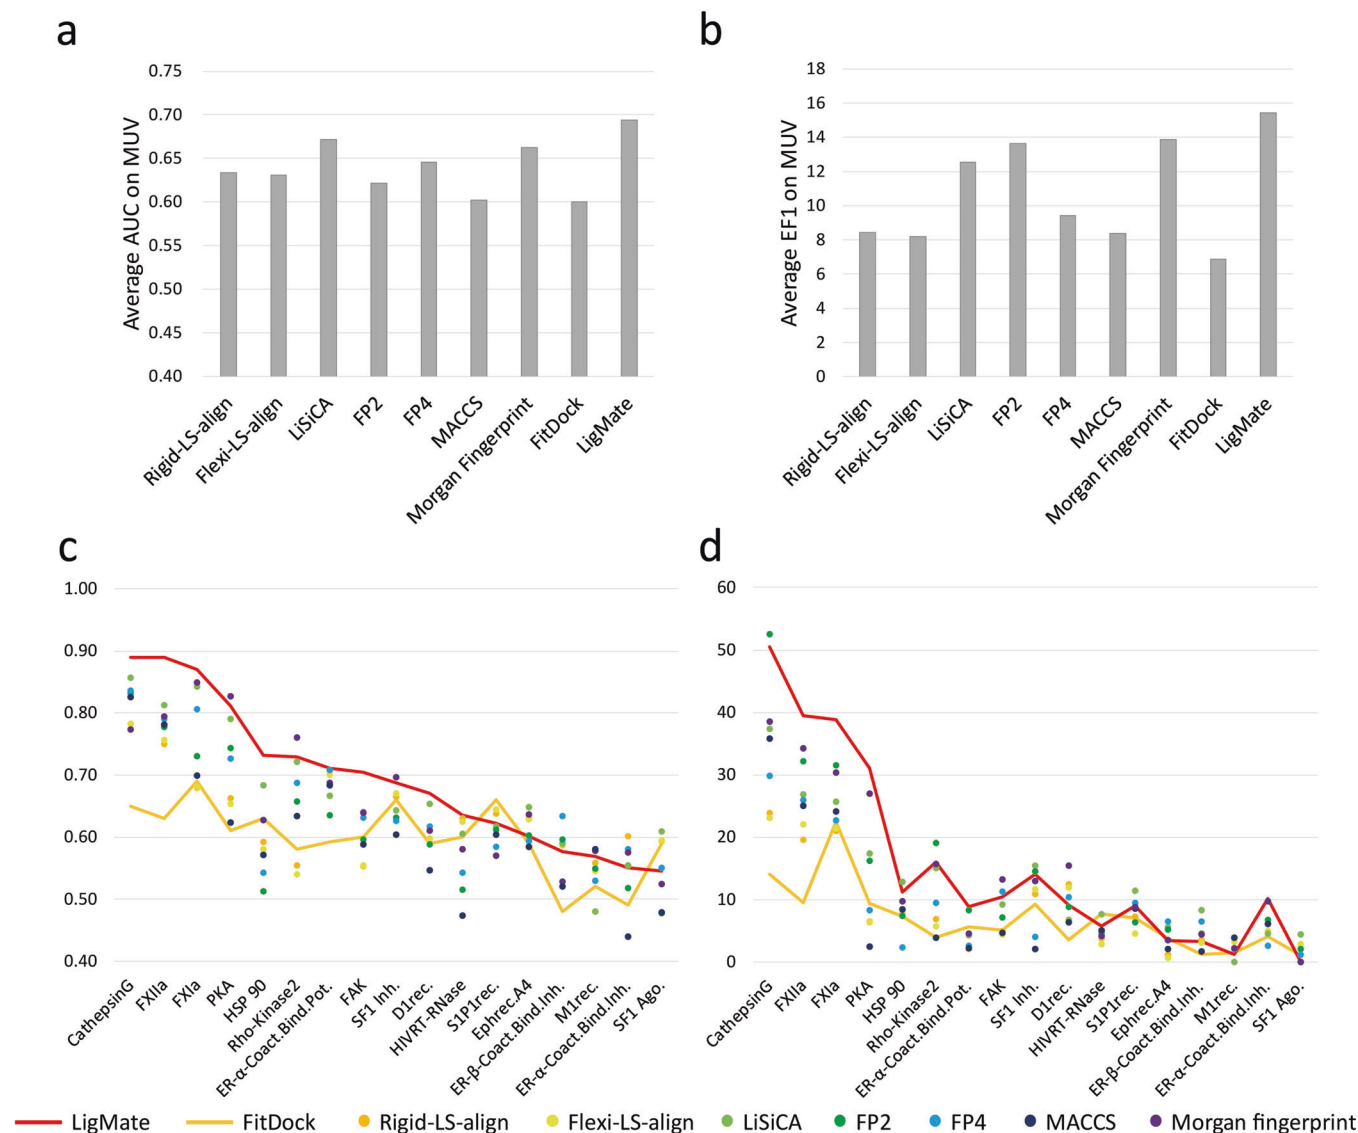 a
Average AUC on MUV
0.75
0.70
0.65
0.60
0.55
0.50
0.45
0.40
Rigid-LS-align
Flexi-LS-align
LiSiCA
FP2
FP4
MACCS
Morgan Fingerprint
FitDock
LigMate
b
Average EF1 on MUV
18
16
14
12
10
8
6
4
2
0
Rigid-LS-align
Flexi-LS-align
LiSiCA
FP2
FP4
MACCS
Morgan Fingerprint
FitDock
LigMate
c
1.00
0.90
0.80
0.70
0.60
0.50
0.40
CathepsinG
FXIIa
FXIa
PKA
HSP 90
Rho-Kinase2
ER-α-Coact.Bind.Pot.
FAK
SF1 Inh.
D1rec.
HIVRT-RNase
S1P1rec.
Ephrec.A4
ER-β-Coact.Bind.Inh.
M1rec.
ER-α-Coact.Bind.Inh.
SF1 Ago.
d
60
50
40
30
20
10
0
CathepsinG
FXIIa
FXIa
PKA
HSP 90
Rho-Kinase2
ER-α-Coact.Bind.Pot.
FAK
SF1 Inh.
D1rec.
HIVRT-RNase
S1P1rec.
Ephrec.A4
ER-β-Coact.Bind.Inh.
M1rec.
ER-α-Coact.Bind.Inh.
SF1 Ago.
LigMate FitDock Rigid-LS-align Flexi-LS-align LiSiCA FP2 FP4 MACCS Morgan fingerprint